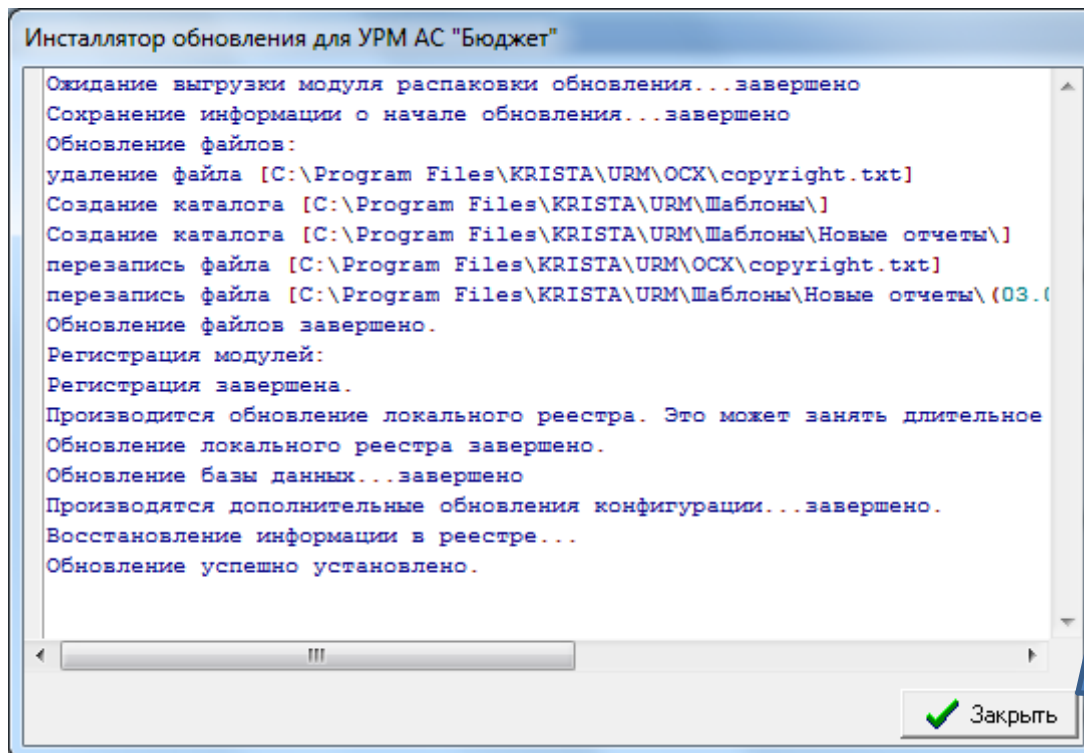 Инсталлятор обновления для УРМ АС "Бюджет"
Ожидание выгрузки модуля распаковки обновления...завершено
Сохранение информации о начале обновления...завершено
Обновление файлов:
удаление файла [C:\Program Files\KRISTA\URM\OCX\copyright.txt]
Создание каталога [C:\Program Files\KRISTA\URM\Шаблоны\]
Создание каталога [C:\Program Files\KRISTA\URM\Шаблоны\Новые отчеты\]
перезапись файла [C:\Program Files\KRISTA\URM\OCX\copyright.txt]
перезапись файла [C:\Program Files\KRISTA\URM\Шаблоны\Новые отчеты\(03.
Обновление файлов завершено.
Регистрация модулей:
Регистрация завершена.
Производится обновление локального реестра. Это может занять длительное
Обновление локального реестра завершено.
Обновление базы данных...завершено
Производятся дополнительные обновления конфигурации...завершено.
Восстановление информации в реестре...
Обновление успешно установлено.
Закрыть